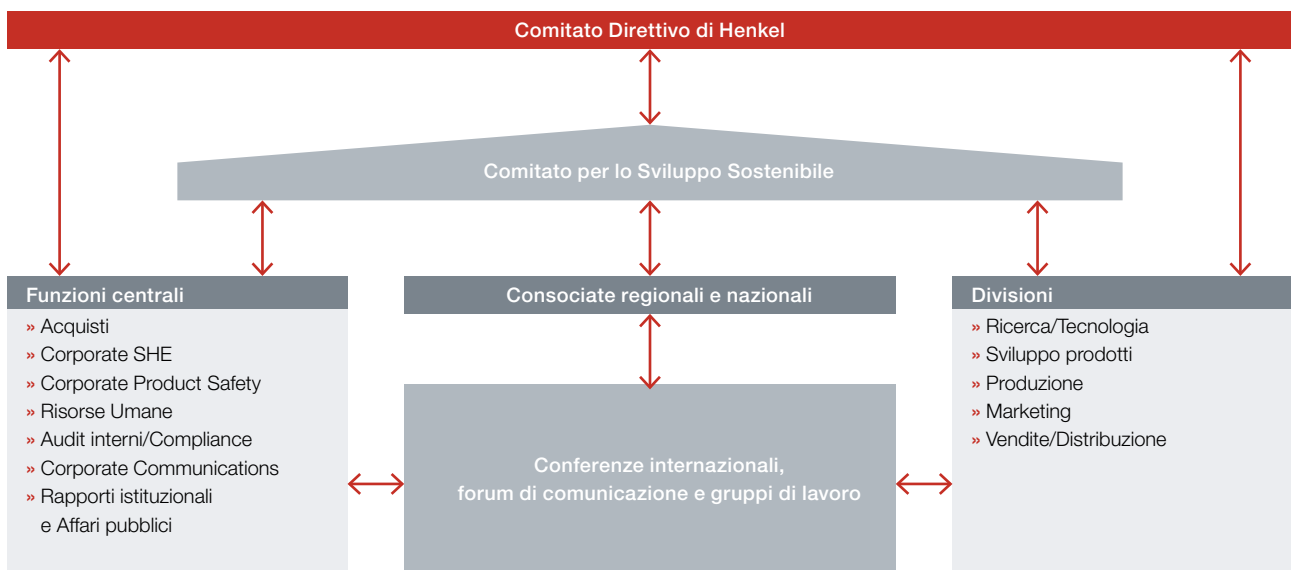 Comitato Direttivo di Henkel
Comitato per lo Sviluppo Sostenibile
Funzioni centrali
» Acquisti
» Corporate SHE
» Corporate Product Safety
» Risorse Umane
» Audit interni/Compliance
» Corporate Communications
» Rapporti istituzionali
e Affari pubblici
Consociate regionali e nazionali
Conferenze internazionali,
forum di comunicazione e gruppi di lavoro
Divisioni
» Ricerca/Tecnologia
» Sviluppo prodotti
» Produzione
» Marketing
» Vendite/Distribuzione